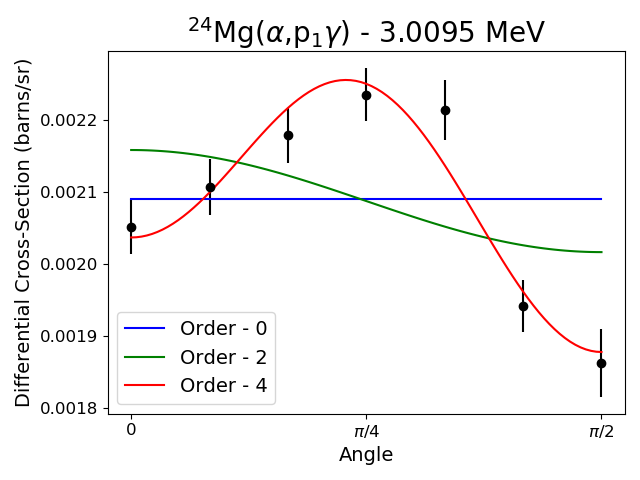 ²⁴Mg(α,p₁γ) - 3.0095 MeV
Differential Cross-Section (barns/sr)
0.0022
0.0021
0.0020
0.0019
0.0018
Order - 0
Order - 2
Order - 4
0
π/4
π/2
Angle